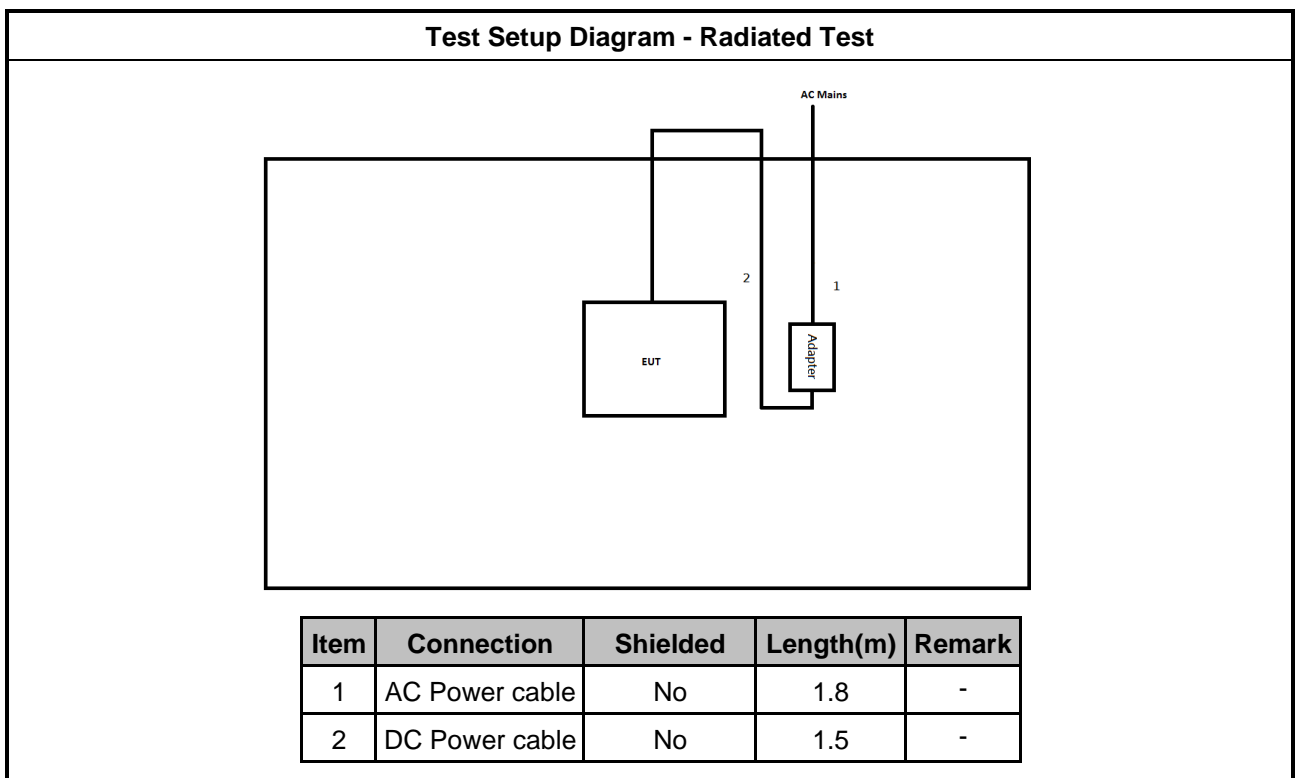 Test Setup Diagram - Radiated Test
AC Mains
2
1
EUT
Adapter
Item Connection Shielded Length(m) Remark
1 AC Power cable No 1.8 -
2 DC Power cable No 1.5 -